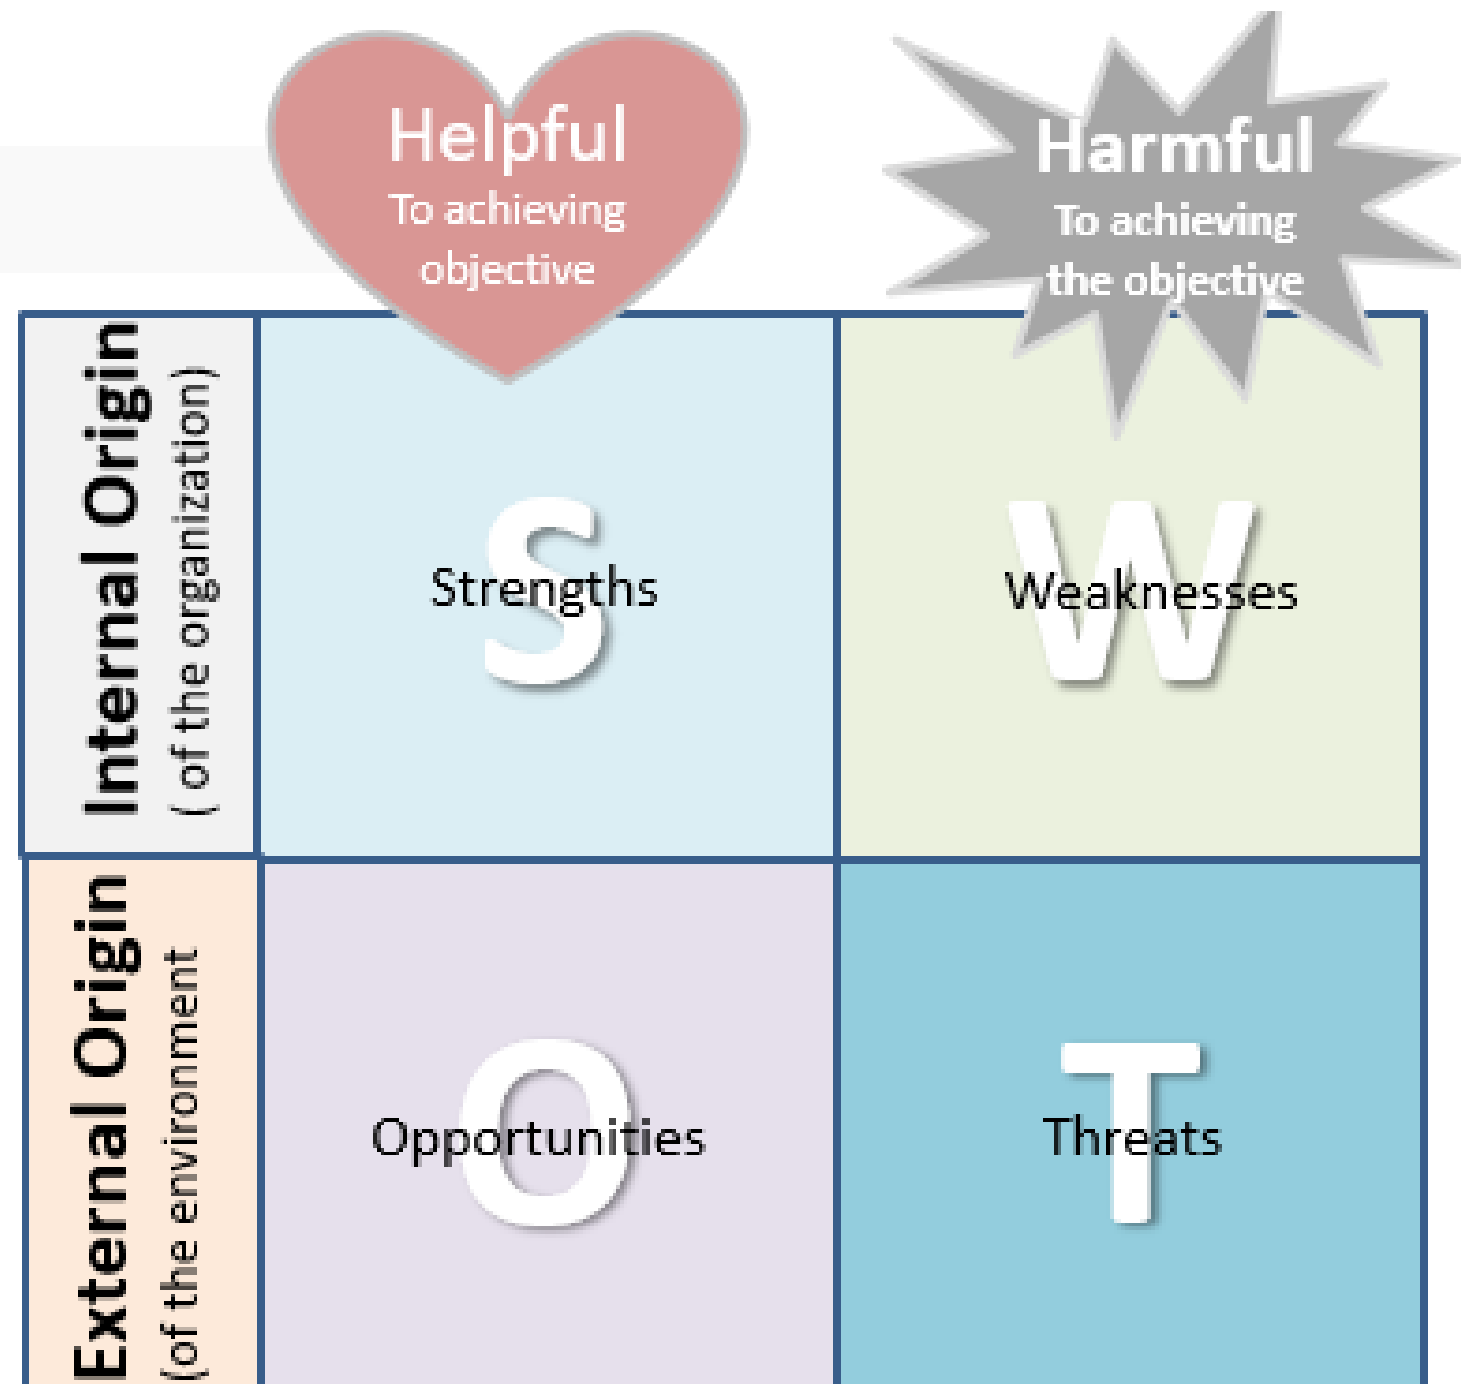 Helpful
To achieving
objective
Harmful
To achieving
the objective
Internal Origin
( of the organization)
S
Strengths
W
Weaknesses
External Origin
(of the environment
O
Opportunities
T
Threats